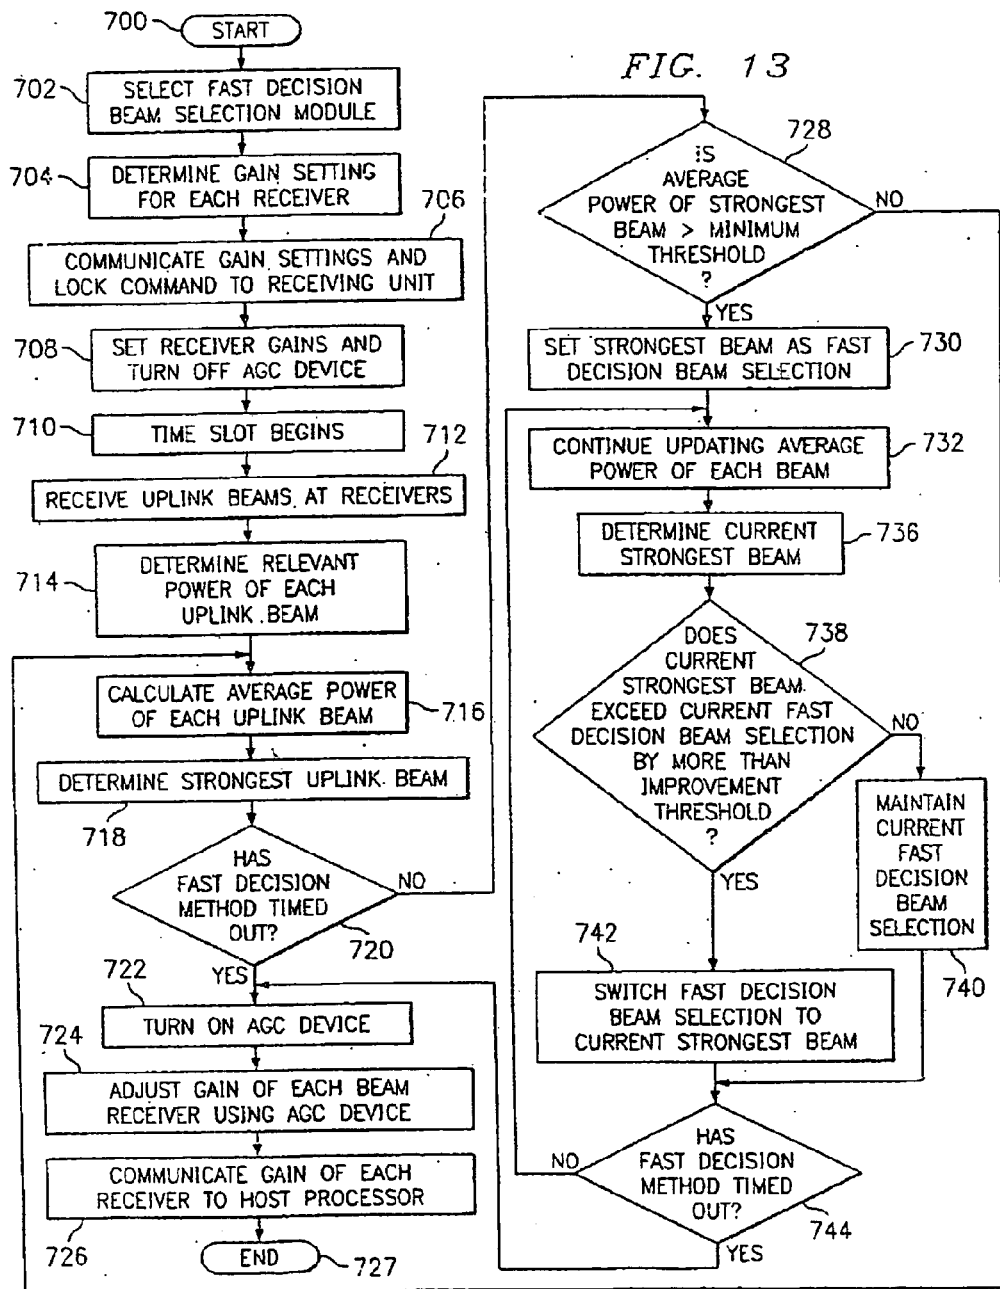 FIG. 13
700
START
702
SELECT FAST DECISION
BEAM SELECTION MODULE
704
DETERMINE GAIN SETTING
FOR EACH RECEIVER
706
COMMUNICATE GAIN SETTINGS AND
LOCK COMMAND TO RECEIVING UNIT
708
SET RECEIVER GAINS AND
TURN OFF AGC DEVICE
710
TIME SLOT BEGINS
712
RECEIVE UPLINK BEAMS AT RECEIVERS
714
DETERMINE RELEVANT
POWER OF EACH
UPLINK BEAM
CALCULATE AVERAGE POWER
OF EACH UPLINK BEAM
716
DETERMINE STRONGEST UPLINK BEAM
718
HAS
FAST DECISION
METHOD TIMED
OUT?
NO
720
YES
722
TURN ON AGC DEVICE
724
ADJUST GAIN OF EACH BEAM
RECEIVER USING AGC DEVICE
COMMUNICATE GAIN OF EACH
RECEIVER TO HOST PROCESSOR
726
END
727
728
IS
AVERAGE
POWER OF STRONGEST
BEAM > MINIMUM
THRESHOLD
?
NO
YES
SET STRONGEST BEAM AS FAST
DECISION BEAM SELECTION
730
CONTINUE UPDATING AVERAGE
POWER OF EACH BEAM
732
DETERMINE CURRENT
STRONGEST BEAM
736
DOES
CURRENT
STRONGEST BEAM
EXCEED CURRENT FAST
DECISION BEAM SELECTION
BY MORE THAN
IMPROVEMENT
THRESHOLD
?
738
NO
YES
MAINTAIN
CURRENT
FAST
DECISION
BEAM
SELECTION
740
742
SWITCH FAST DECISION
BEAM SELECTION TO
CURRENT STRONGEST BEAM
HAS
FAST DECISION
METHOD TIMED
OUT?
NO
744
YES